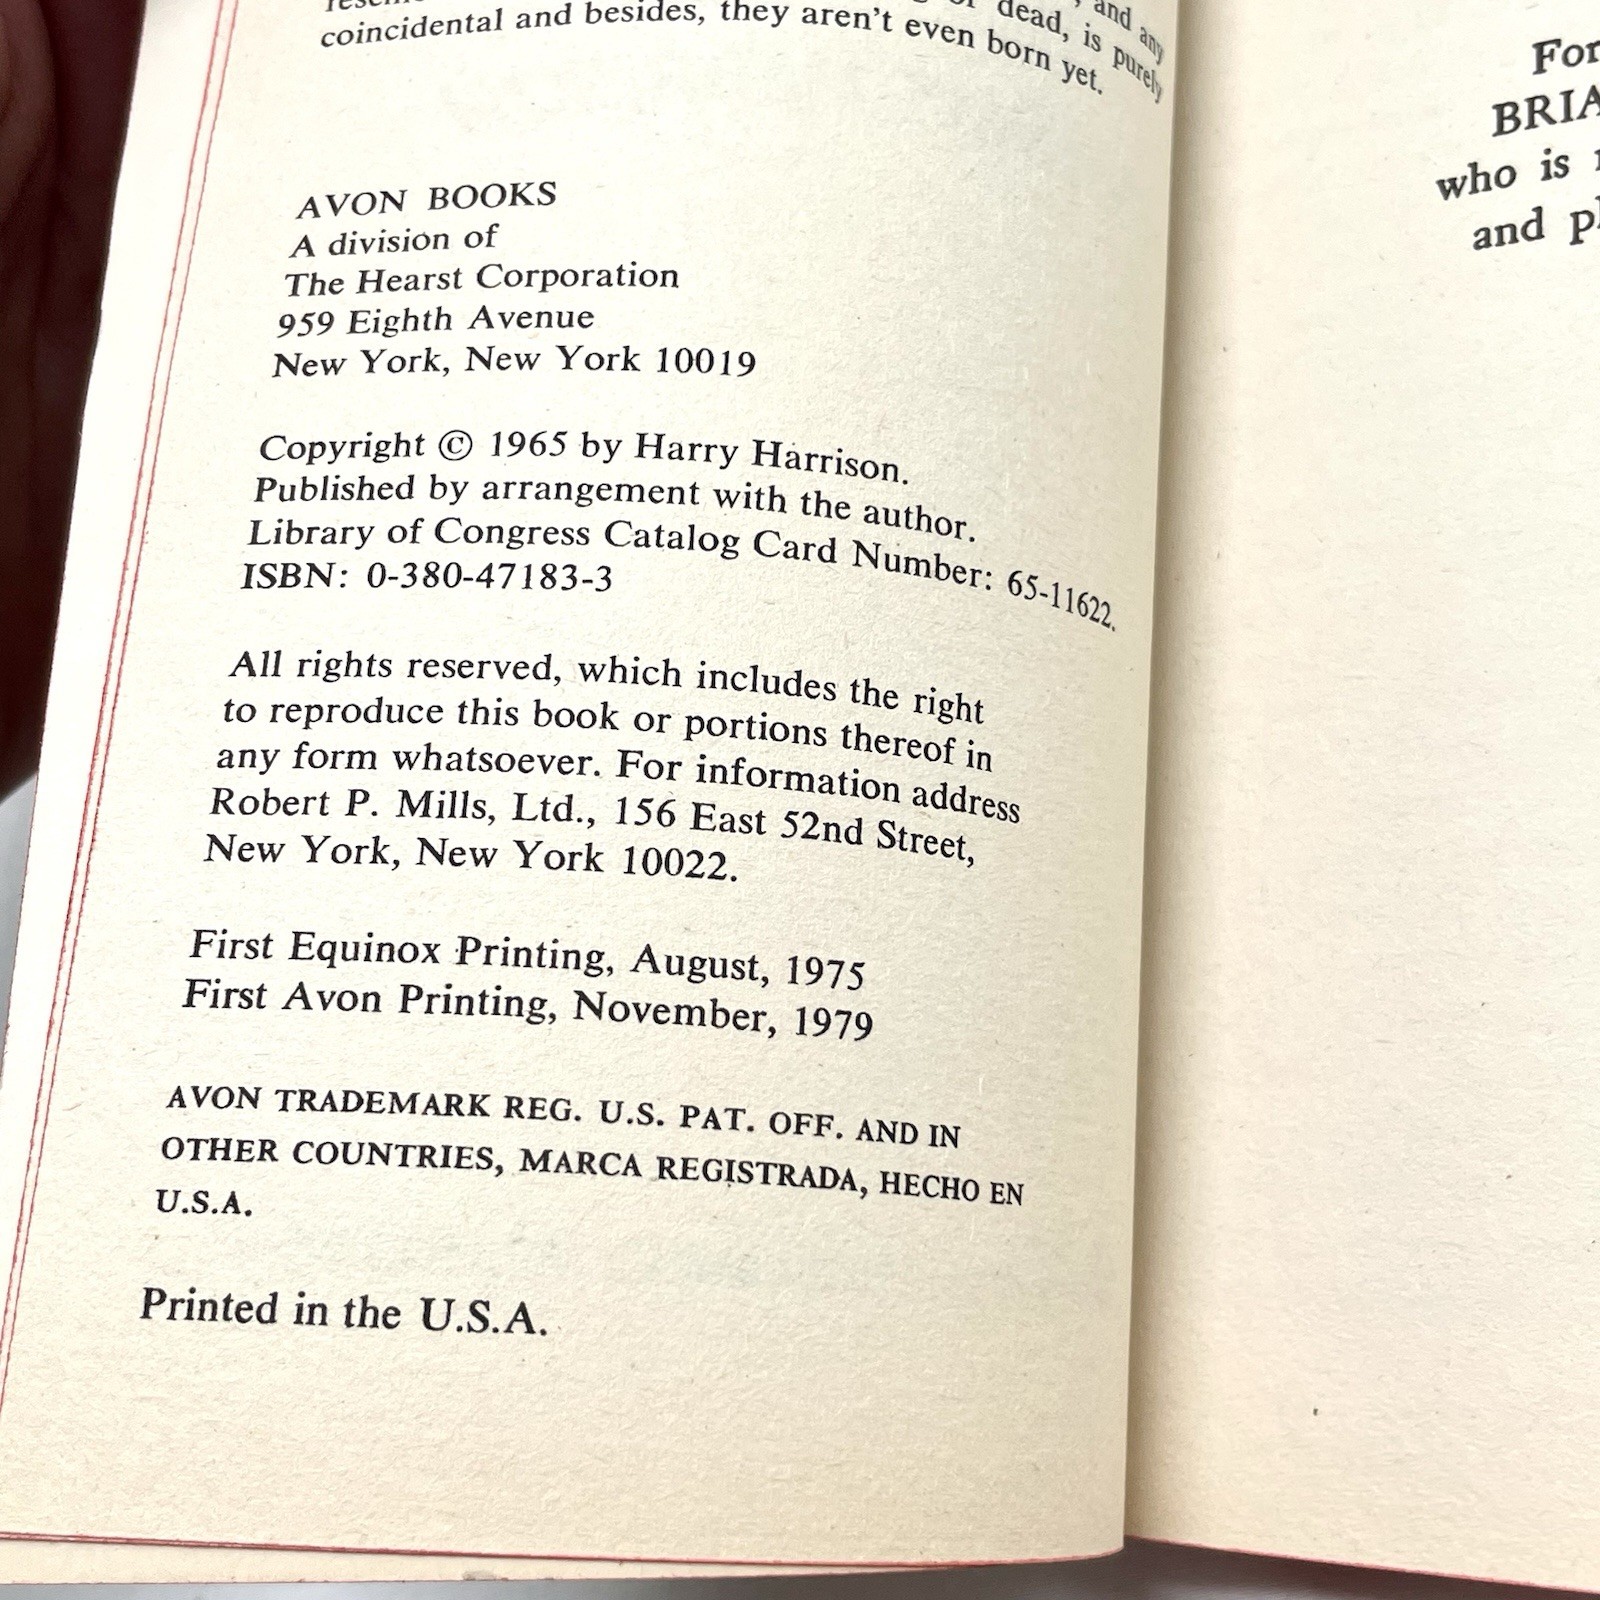 dead, is purely
coincidental and besides, they aren't even born yet.
AVON BOOKS
A division of
The Hearst Corporation
959 Eighth Avenue
New York, New York 10019
Copyright © 1965 by Harry Harrison.
Published by arrangement with the author.
Library of Congress Catalog Card Number: 65-11622.
ISBN: 0-380-47183-3
All rights reserved, which includes the right
to reproduce this book or portions thereof in
any form whatsoever. For information address
Robert P. Mills, Ltd., 156 East 52nd Street,
New York, New York 10022.
First Equinox Printing, August, 1975
First Avon Printing, November, 1979
AVON TRADEMARK REG. U.S. PAT. OFF. AND IN
OTHER COUNTRIES, MARCA REGISTRADA, HECHO EN
U.S.A.
Printed in the U.S.A.
For
BRIA
who is
and